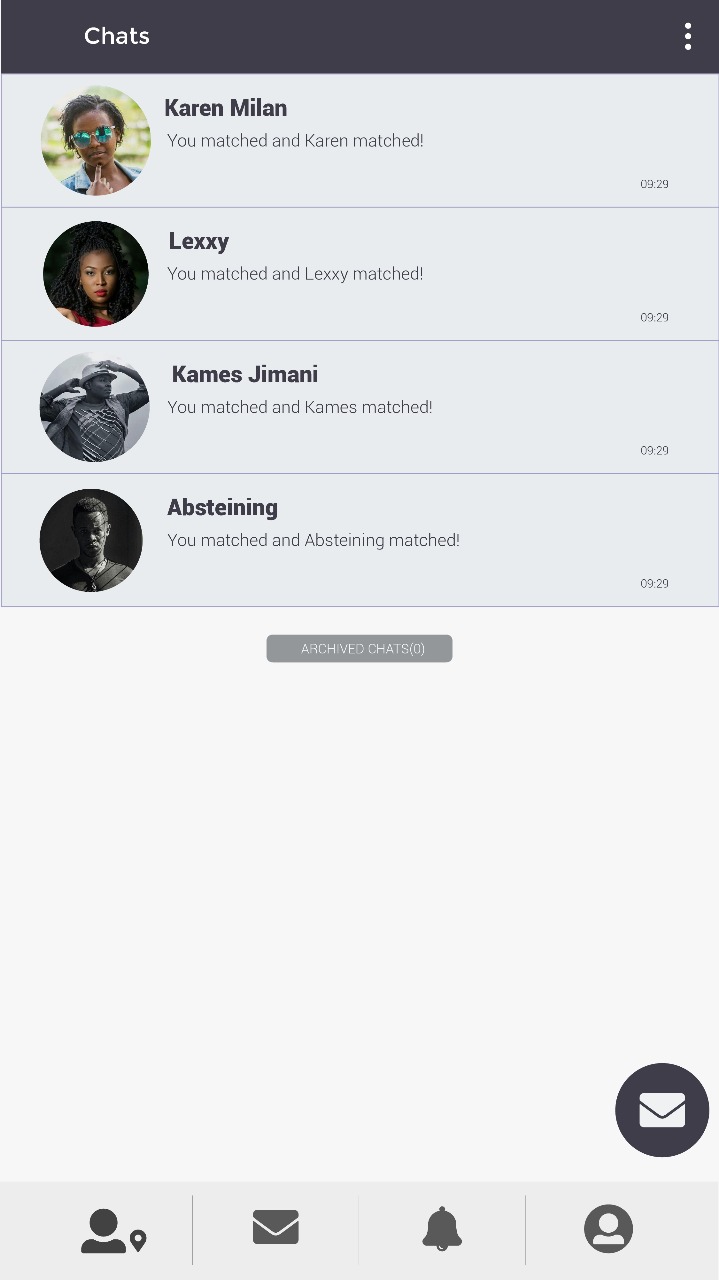 Chats
Karen Milan
You matched and Karen matched!
09:29
Lexxy
You matched and Lexxy matched!
09:29
Kames Jimani
You matched and Kames matched!
09:29
Absteining
You matched and Absteining matched!
09:29
ARCHIVED CHATS(0)